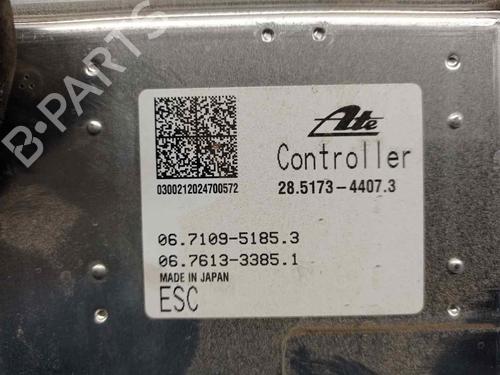 B-PARTS
Ate
Controller
0300212024700572
28.5173-4407.3
06.7109-5185.3
06.7613-3385.1
MADE IN JAPAN
ESC